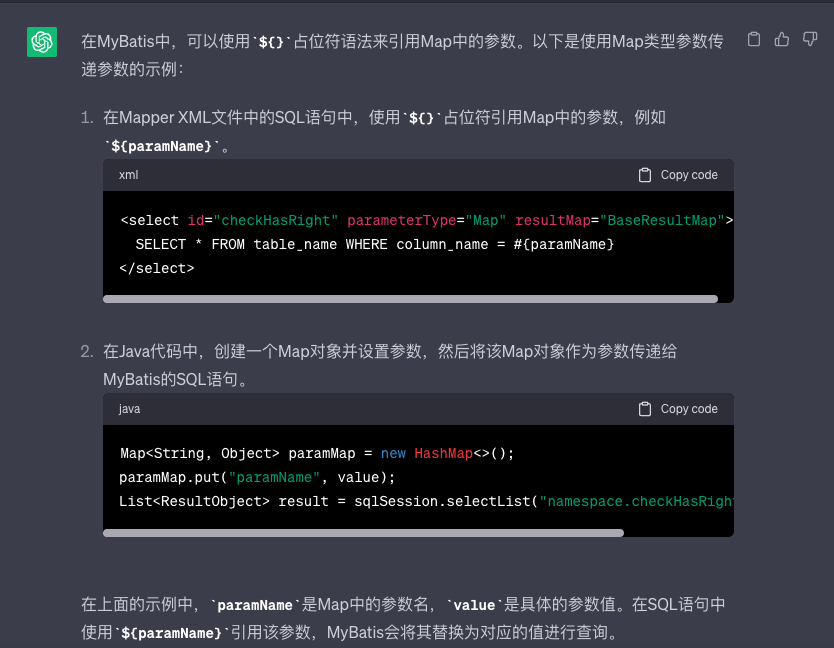 在MyBatis中，可以使用`${}`占位符语法来引用Map中的参数。以下是使用Map类型参数传
递参数的示例：
1. 在Mapper XML文件中的SQL语句中，使用`${}`占位符引用Map中的参数，例如
`${paramName}`。
xml
Copy code
<select id="checkHasRight" parameterType="Map" resultMap="BaseResultMap">
  SELECT * FROM table_name WHERE column_name = #{paramName}
</select>
2. 在Java代码中，创建一个Map对象并设置参数，然后将该Map对象作为参数传递给
MyBatis的SQL语句。
java
Copy code
Map<String, Object> paramMap = new HashMap<>();
paramMap.put("paramName", value);
List<ResultObject> result = sqlSession.selectList("namespace.checkHasRight
在上面的示例中，`paramName`是Map中的参数名，`value`是具体的参数值。在SQL语句中
使用`${paramName}`引用该参数，MyBatis会将其替换为对应的值进行查询。